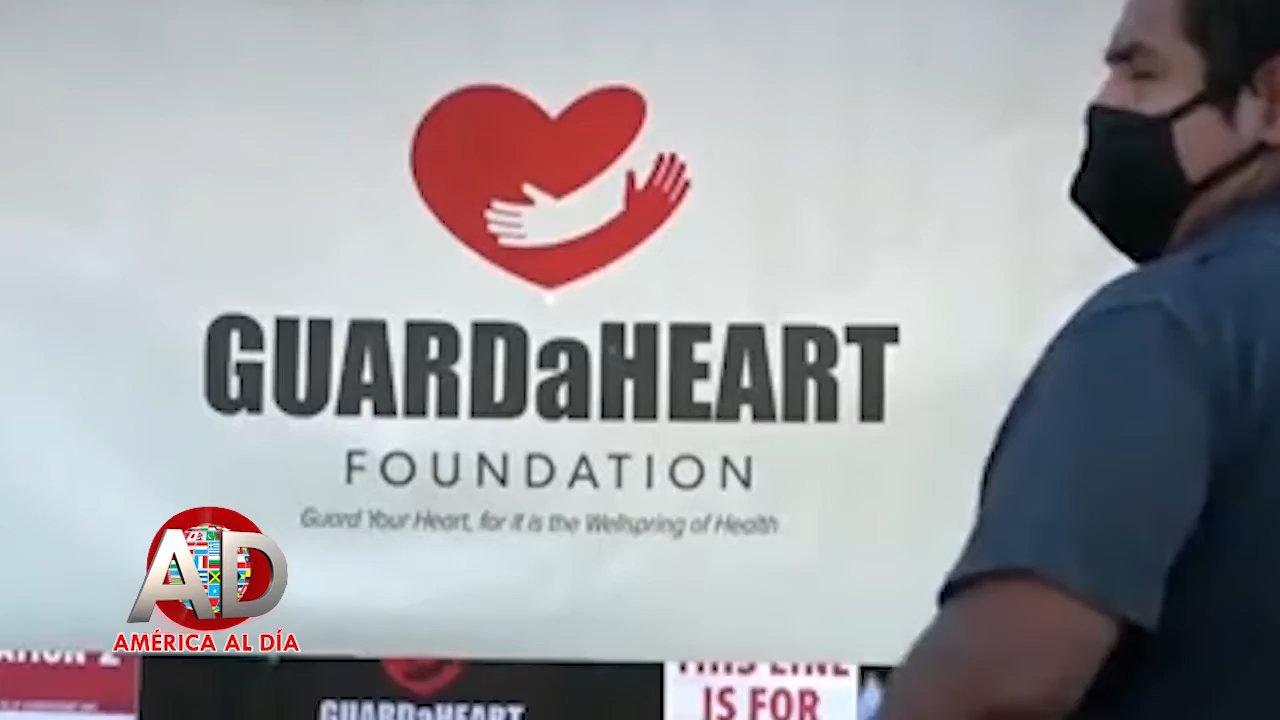 GUARDaHEART
FOUNDATION
Guard Your Heart, for it is the Wellspring of Health
AD
AMÉRICA AL DÍA
THIS LINE
IS FOR
GUARDaHEART